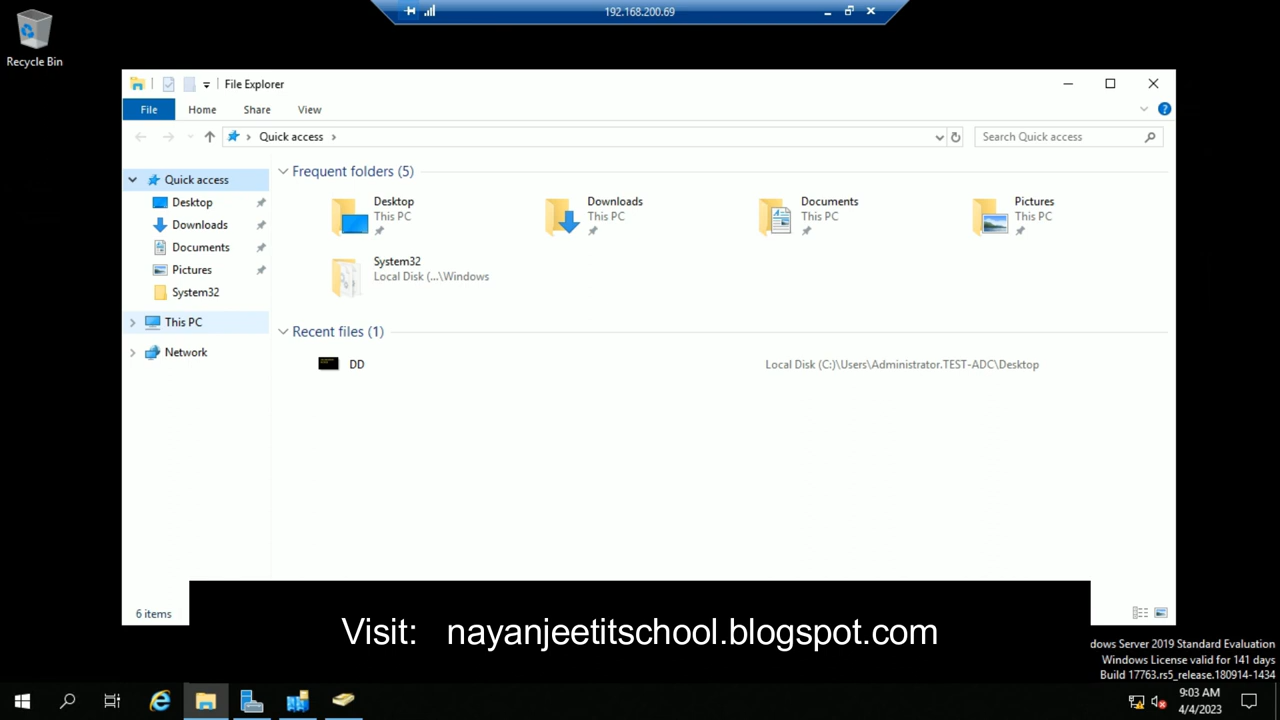 192.168.200.69
Recycle Bin
File Explorer
File Home Share View
Quick access
Search Quick access
Quick access
Desktop
Downloads
Documents
Pictures
System32
This PC
Network
Frequent folders (5)
Desktop
This PC
Downloads
This PC
Documents
This PC
Pictures
This PC
System32
Local Disk (...\Windows
Recent files (1)
DD Local Disk (C:)\Users\Administrator.TEST-ADC\Desktop
6 items
Visit: nayanjeetitschool.blogspot.com
dows Server 2019 Standard Evaluation
Windows License valid for 141 days
Build 17763.rs5_release.180914-1434
9:03 AM
4/4/2023